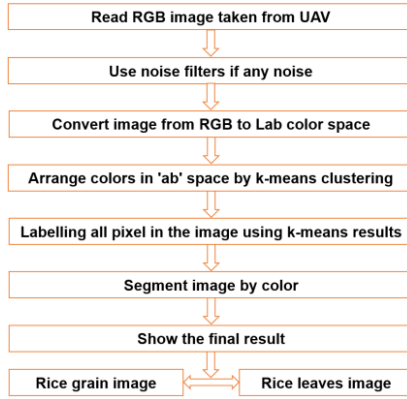 Read RGB image taken from UAV
Use noise filters if any noise
Convert image from RGB to Lab color space
Arrange colors in 'ab' space by k-means clustering
Labelling all pixel in the image using k-means results
Segment image by color
Show the final result
Rice grain image
Rice leaves image